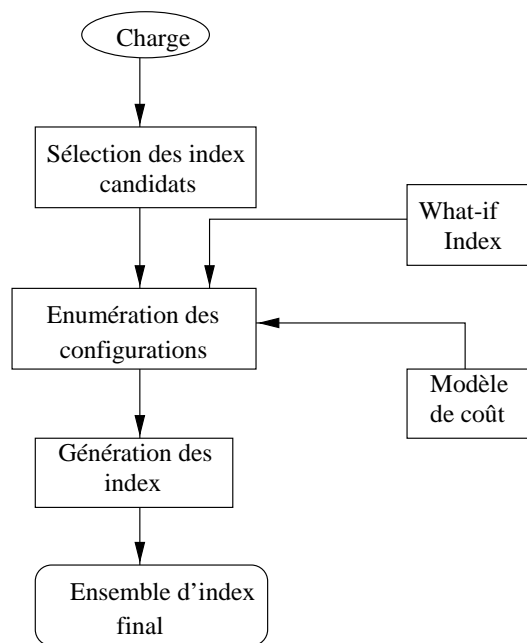 Charge
Sélection des index
candidats
What-if
Index
Enumération des
configurations
Modèle
de coût
Génération des
index
Ensemble d'index
final